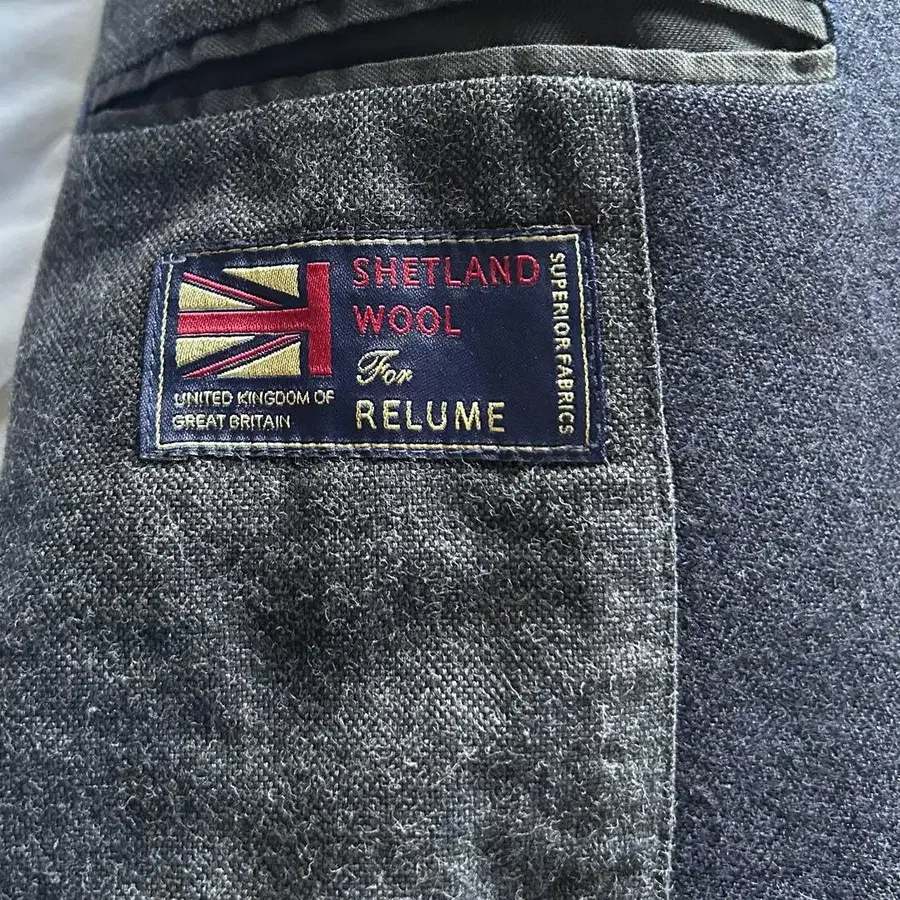 SHETLAND
WOOL
For
RELUME
UNITED KINGDOM OF
GREAT BRITAIN
SUPERIOR FABRICS